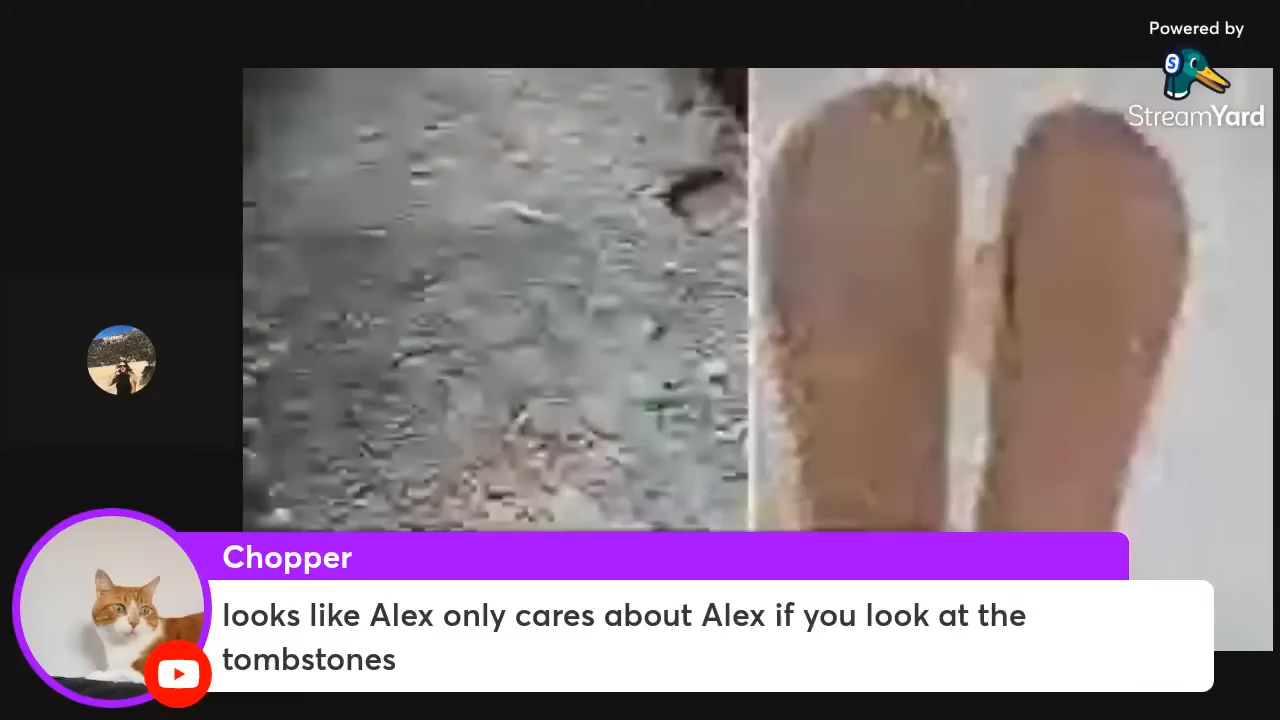 Powered by
StreamYard
Chopper
looks like Alex only cares about Alex if you look at the
tombstones